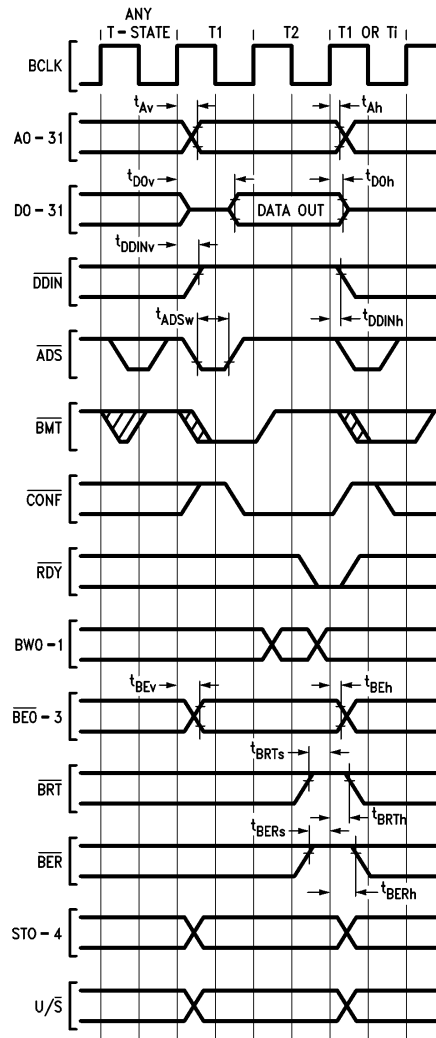 ANY
T-STATE T1 T2 T1 OR Ti
BCLK
tAv tAh
A0-31
tD0v tD0h
D0-31 DATA OUT
tDDINv
DDIN
tADSw tDDINh
ADS
BMT
CONF
RDY
BW0-1
tBEv tBEh
BE0-3
tBRTs
BRT
tBRTh
tBERs
BER
tBERh
ST0-4
U/S